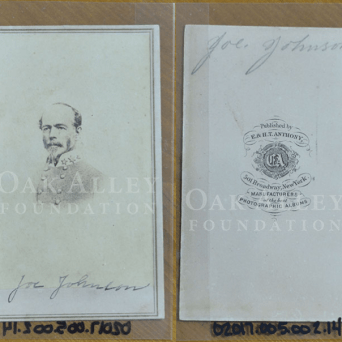 OAK ALLEY
FOUNDATION
Joe Johnson
Joe Johnson
Published by
E. & H.T. ANTHONY
501 Broadway, New York
MANUFACTURERS
of the best
PHOTOGRAPHIC ALBUMS
OAK ALLEY
FOUNDATION